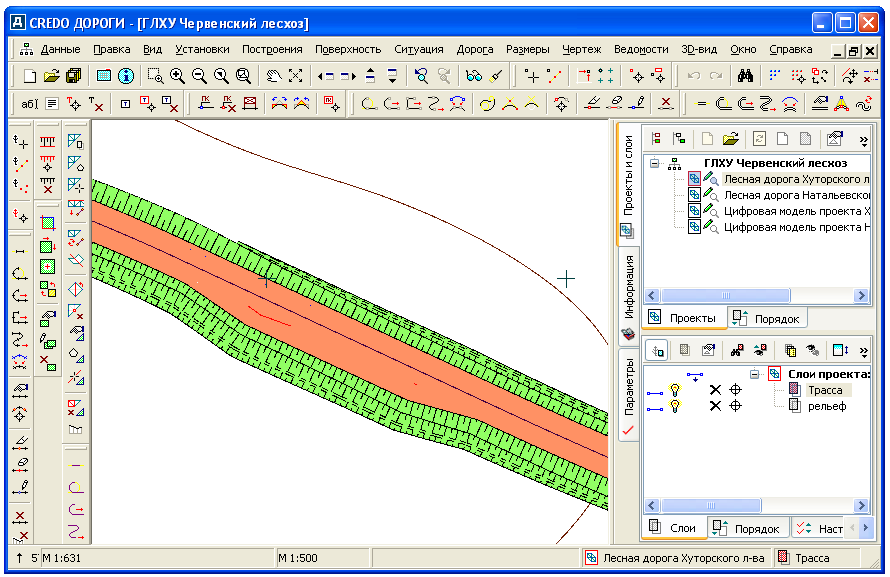 CREDO ДОРОГИ - [ГЛХУ Червенский лесхоз]
Данные Правка Вид Установки Построения Поверхность Ситуация Дорога Размеры Чертеж Ведомости 3D-вид Окно Справка
абI
Проекты и слои
Информация
Параметры
ГЛХУ Червенский лесхоз
Лесная дорога Хуторского л
Лесная дорога Натальевско
Цифровая модель проекта Х
Цифровая модель проекта Н
Проекты Порядок
Слои проекта:
Трасса
рельеф
Слои Порядок Наст
5 М 1:631 М 1:500 Лесная дорога Хуторского л-ва Трасса